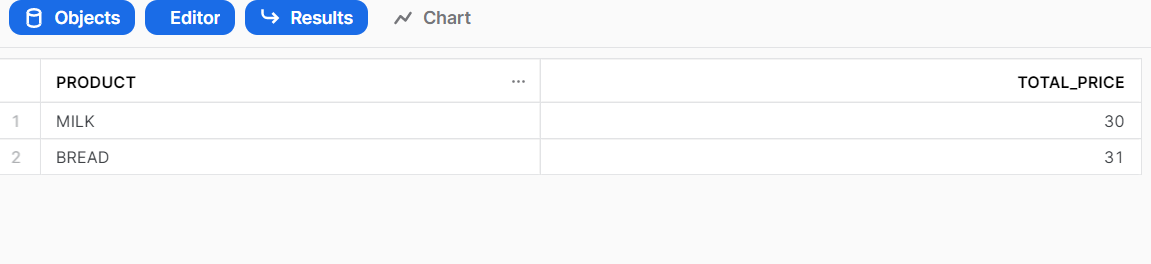 Objects Editor Results Chart
PRODUCT ... TOTAL_PRICE
1 MILK 30
2 BREAD 31